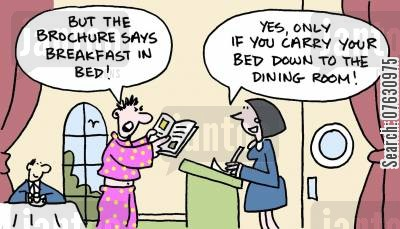 BUT THE
BROCHURE SAYS
BREAKFAST IN
BED!
YES, ONLY
IF YOU CARRY YOUR
BED DOWN TO THE
DINING ROOM!
Search: 07630975